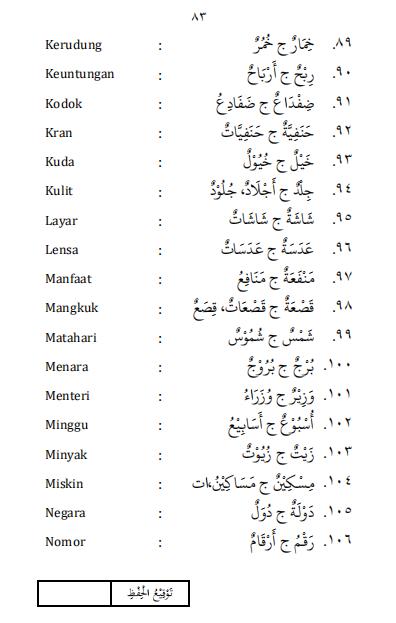 ٨٣
Kerudung : ٨٩. خِمَارٌ ج خُمُرٌ
Keuntungan : ٩٠. رِبْحٌ ج أَرْبَاحٌ
Kodok : ٩١. ضِفْدَاعٌ ج ضَفَادِعُ
Kran : ٩٢. حَنَفِيَّةٌ ج حَنَفِيَّاتٌ
Kuda : ٩٣. خَيْلٌ ج خُيُوْلٌ
Kulit : ٩٤. جِلْدٌ ج أَجْلَادٌ، جُلُوْدٌ
Layar : ٩٥. شَاشَةٌ ج شَاشَاتٌ
Lensa : ٩٦. عَدَسَةٌ ج عَدَسَاتٌ
Manfaat : ٩٧. مَنْفَعَةٌ ج مَنَافِعُ
Mangkuk : ٩٨. قَصْعَةٌ ج قَصْعَاتٌ، قِصَعٌ
Matahari : ٩٩. شَمْسٌ ج شُمُوْسٌ
Menara : ١٠٠. بُرْجٌ ج بُرُوْجٌ
Menteri : ١٠١. وَزِيْرٌ ج وُزَرَاءُ
Minggu : ١٠٢. أُسْبُوْعٌ ج أَسَابِيْعُ
Minyak : ١٠٣. زَيْتٌ ج زُيُوْتٌ
Miskin : ١٠٤. مِسْكِيْنٌ ج مَسَاكِيْنُ،ات
Negara : ١٠٥. دَوْلَةٌ ج دُوَلٌ
Nomor : ١٠٦. رَقْمٌ ج أَرْقَامٌ
تَوْقِيْعُ الْحِفْظِ